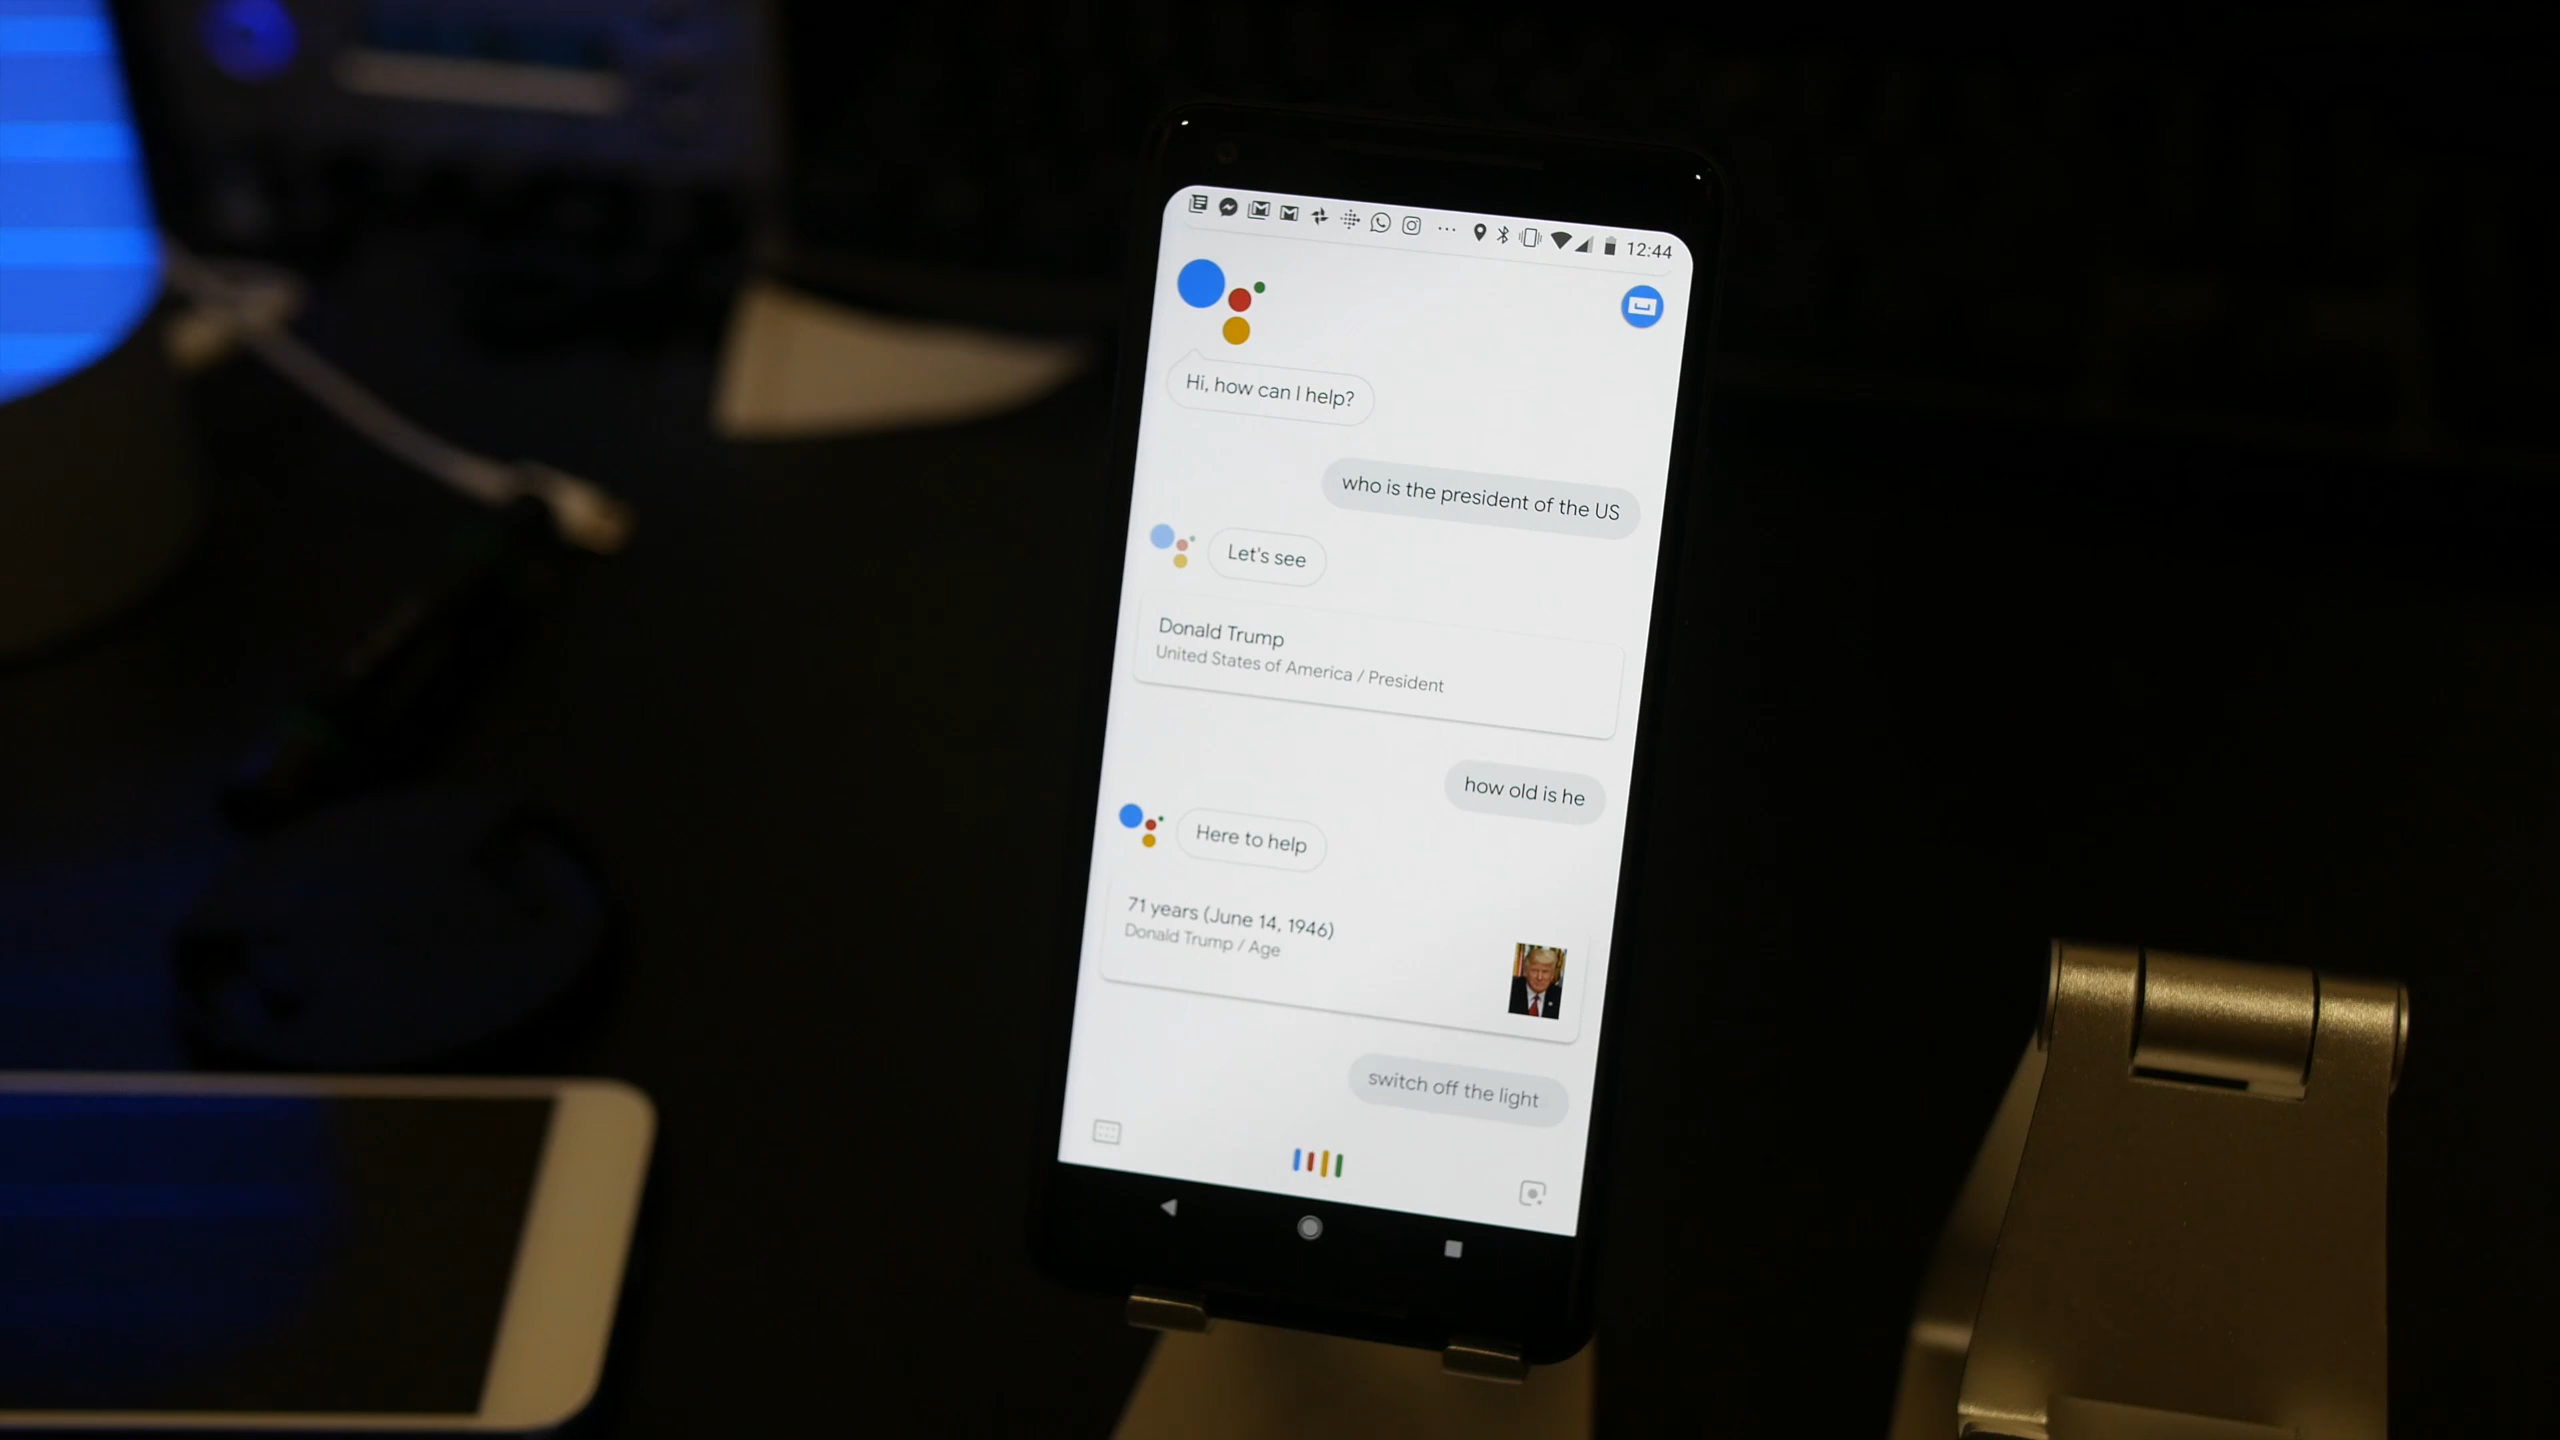 12:44
Hi, how can I help?
who is the president of the US
Let's see
Donald Trump
United States of America / President
how old is he
Here to help
71 years (June 14, 1946)
Donald Trump / Age
switch off the light